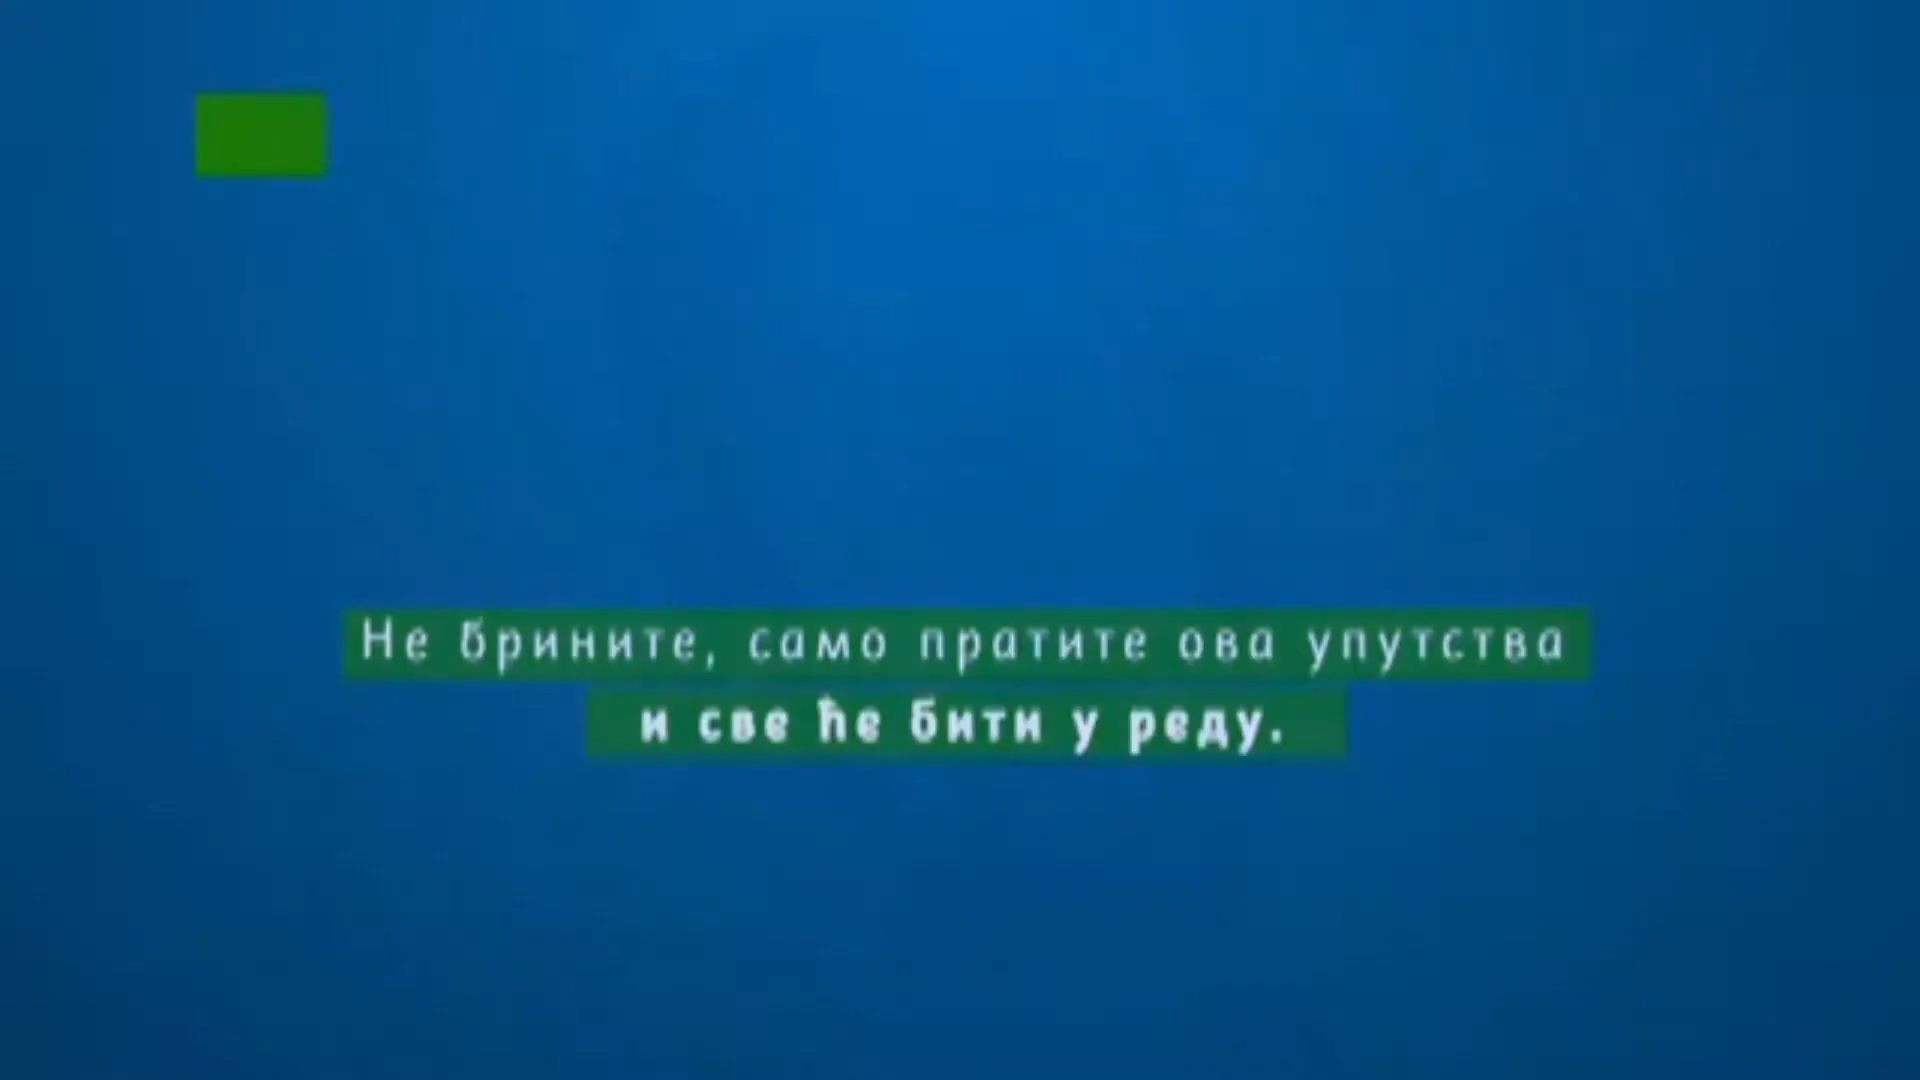 Не брините, само пратите ова упутства
и све ће бити у реду.